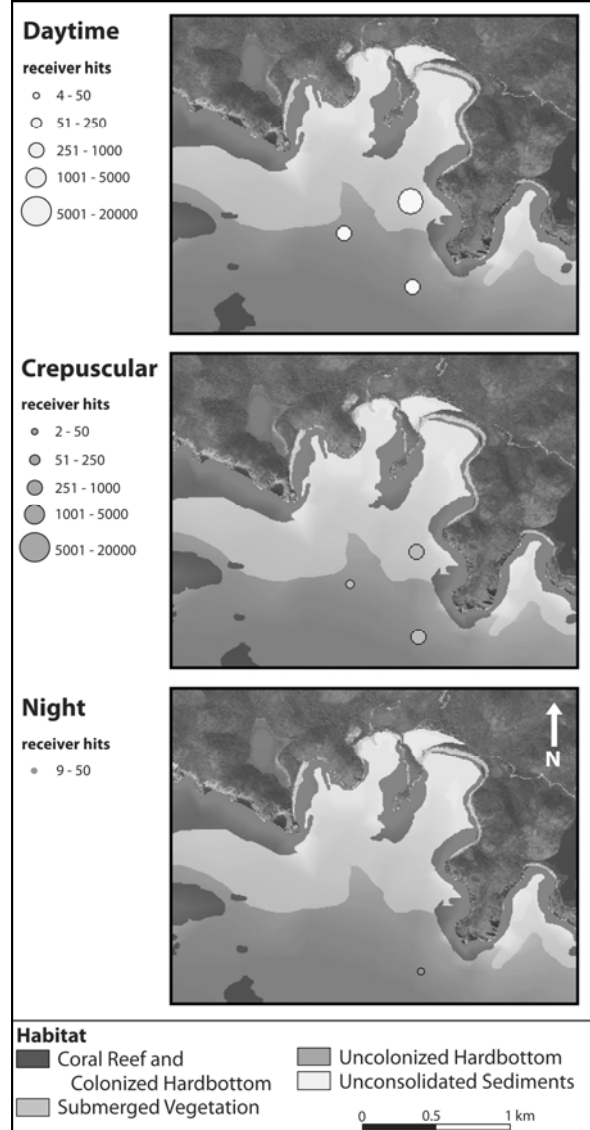 Daytime
receiver hits
4 - 50
51 - 250
251 - 1000
1001 - 5000
5001 - 20000
Crepuscular
receiver hits
2 - 50
51 - 250
251 - 1000
1001 - 5000
5001 - 20000
Night
receiver hits
9 - 50
N
Habitat
Coral Reef and
Colonized Hardbottom
Submerged Vegetation
Uncolonized Hardbottom
Unconsolidated Sediments
0 0.5 1 km